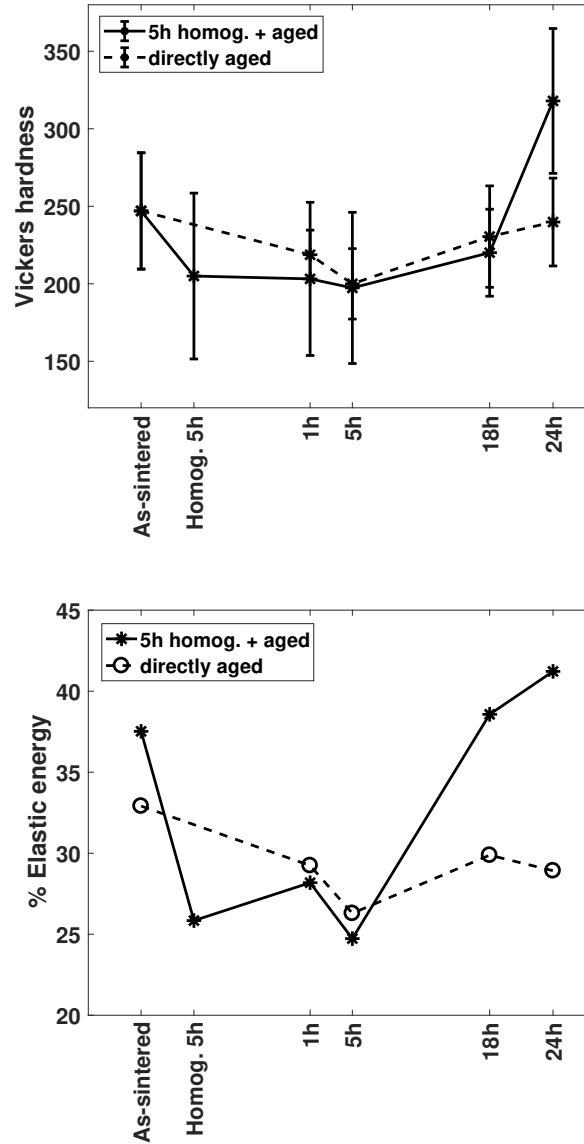 350
300
250
200
150
Vickers hardness
5h homog. + aged
directly aged
As-sintered
Homog. 5h
1h
5h
18h
24h
45
40
35
30
25
20
% Elastic energy
5h homog. + aged
directly aged
As-sintered
Homog. 5h
1h
5h
18h
24h